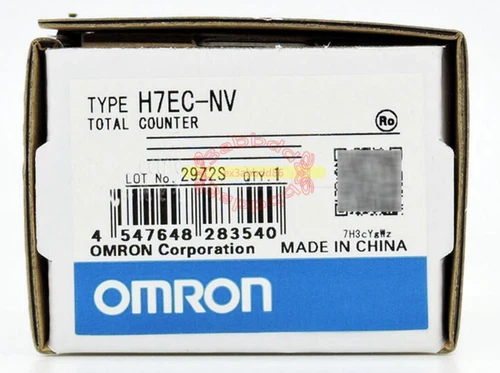 TYPE H7EC-NV
TOTAL COUNTER
Ro
LOT No. 29Z2S QTY.1
4 547648 283540
7H3cYgWz
OMRON Corporation MADE IN CHINA
OMRON